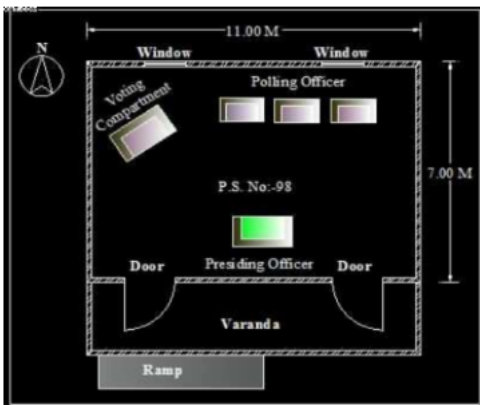 11.00 M
N
Window
Window
Voting
Compartment
Polling Officer
7.00 M
P.S. No:-98
Door
Presiding Officer
Door
Varanda
Ramp